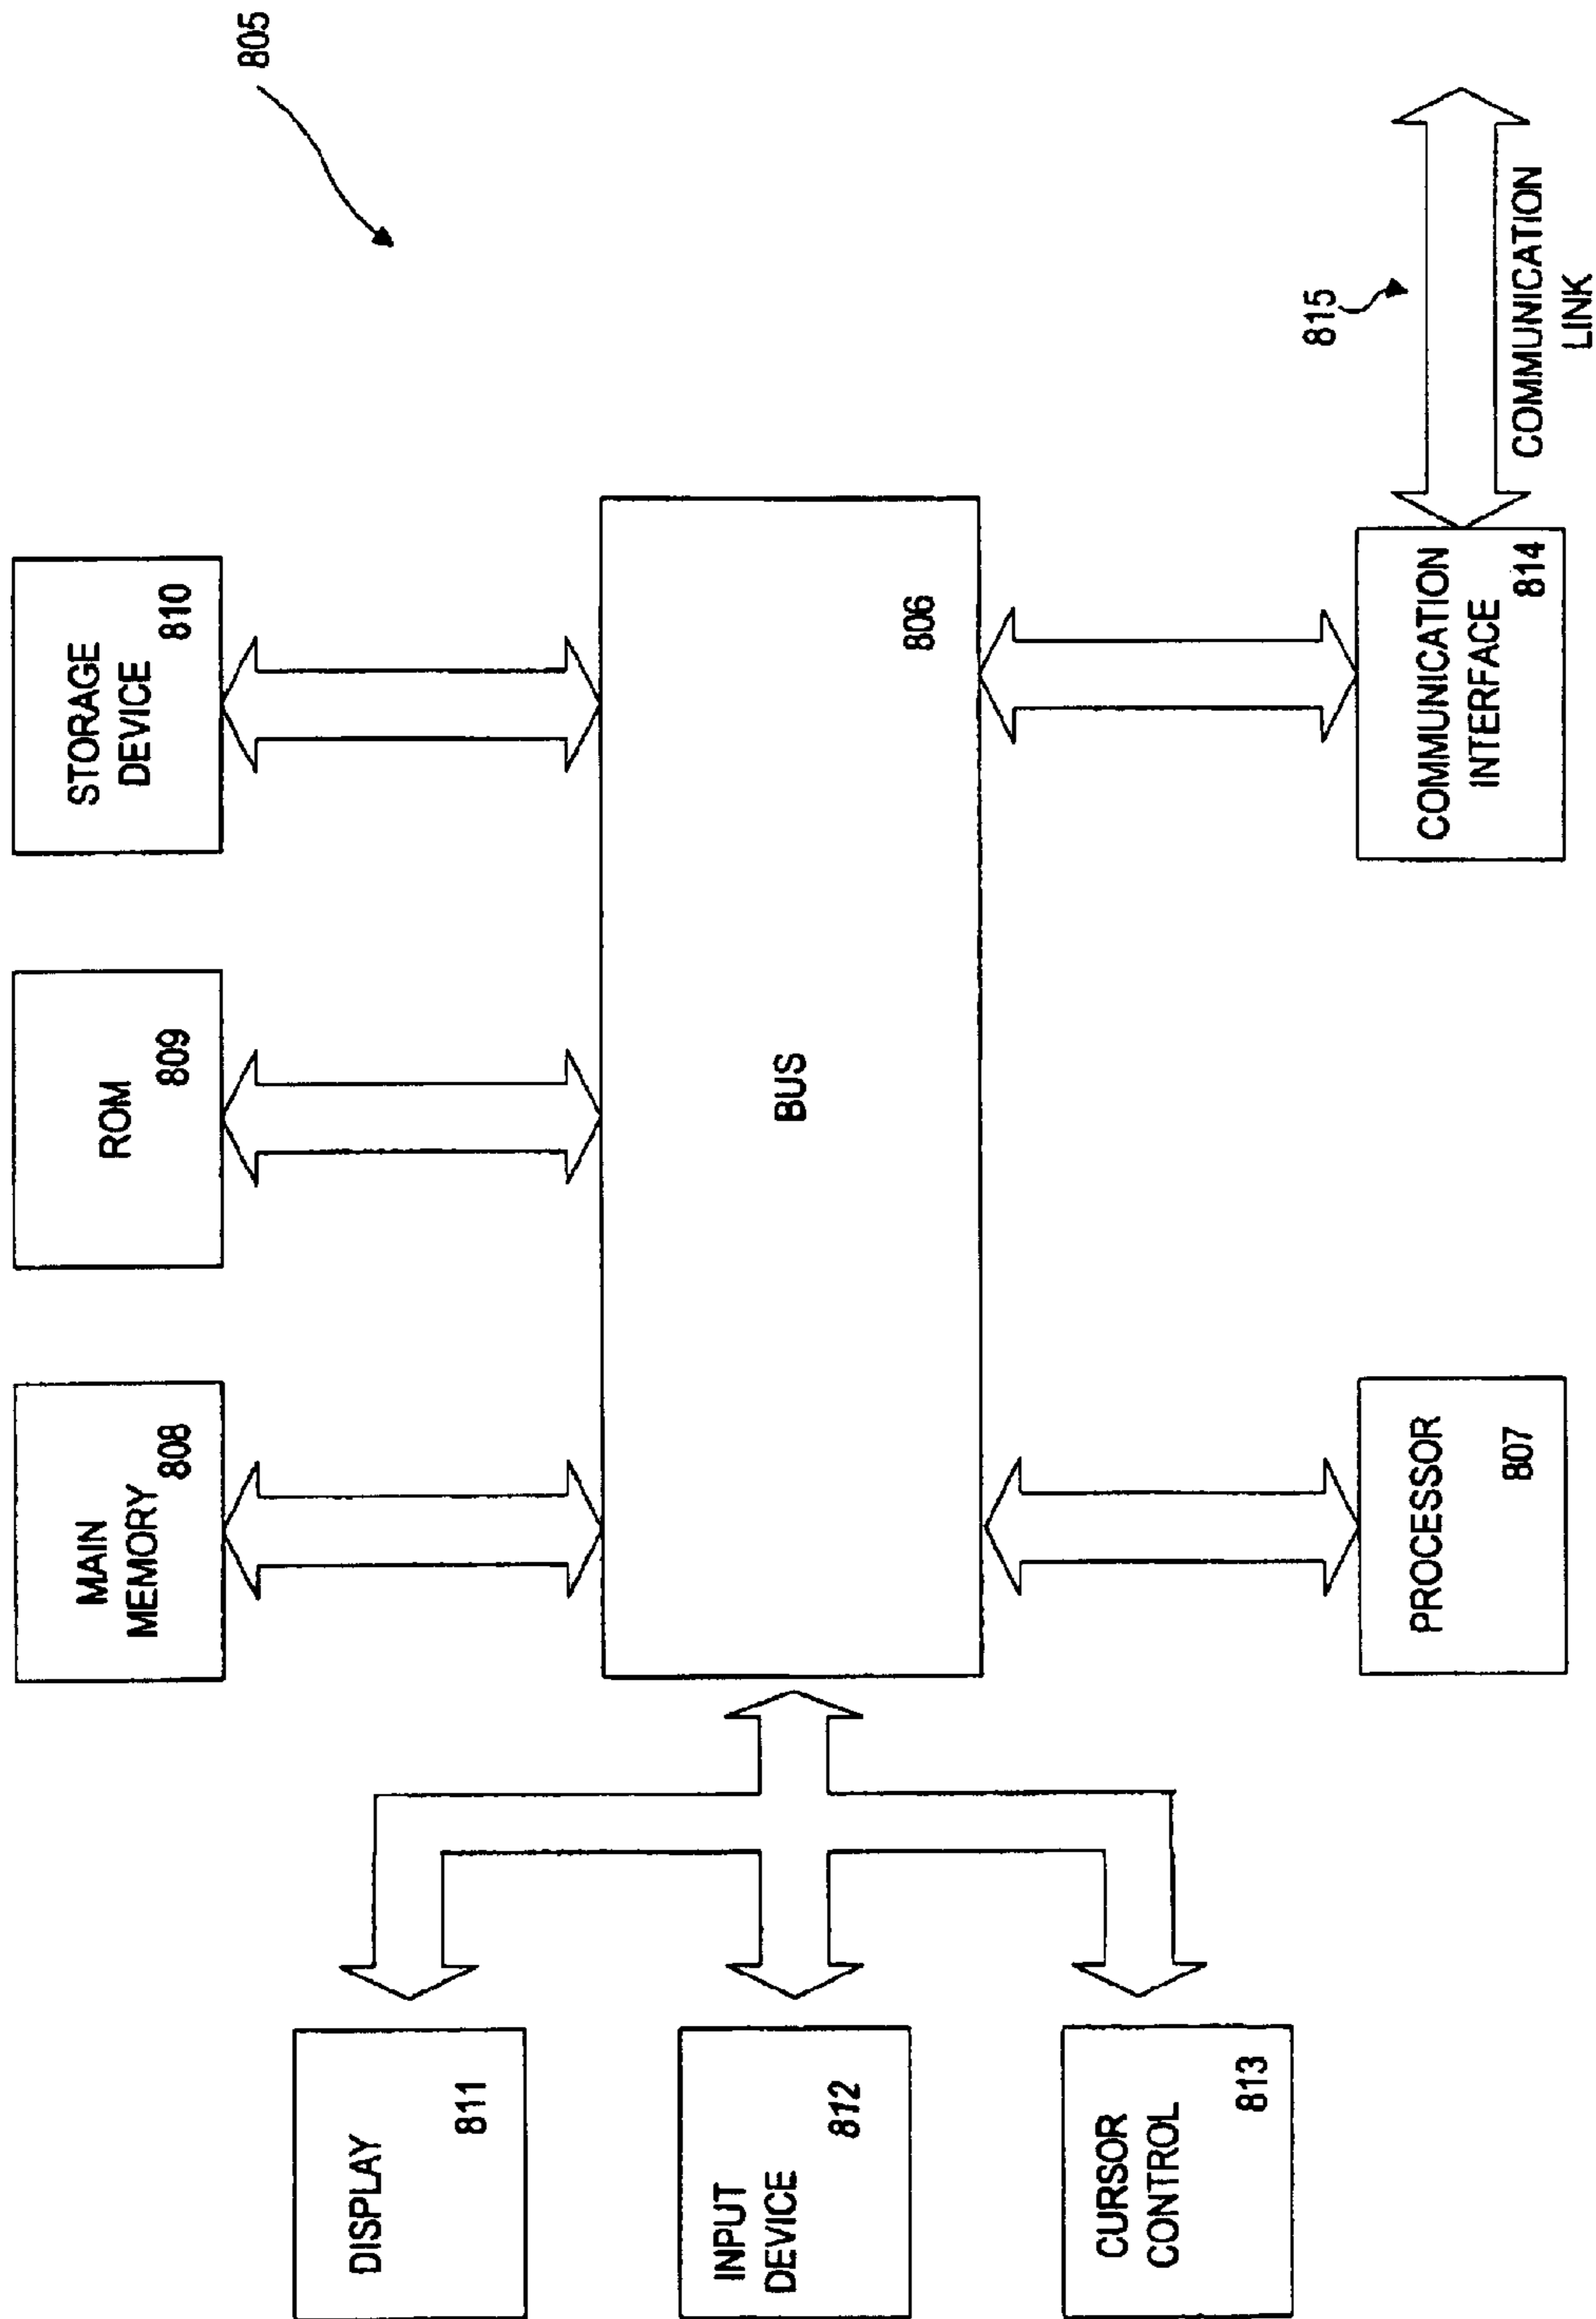 805
STORAGE
DEVICE
810
ROM
809
MAIN
MEMORY
808
BUS
806
DISPLAY
811
INPUT
DEVICE
812
CURSOR
CONTROL
813
PROCESSOR
807
COMMUNICATION
INTERFACE
814
815
COMMUNICATION
LINK